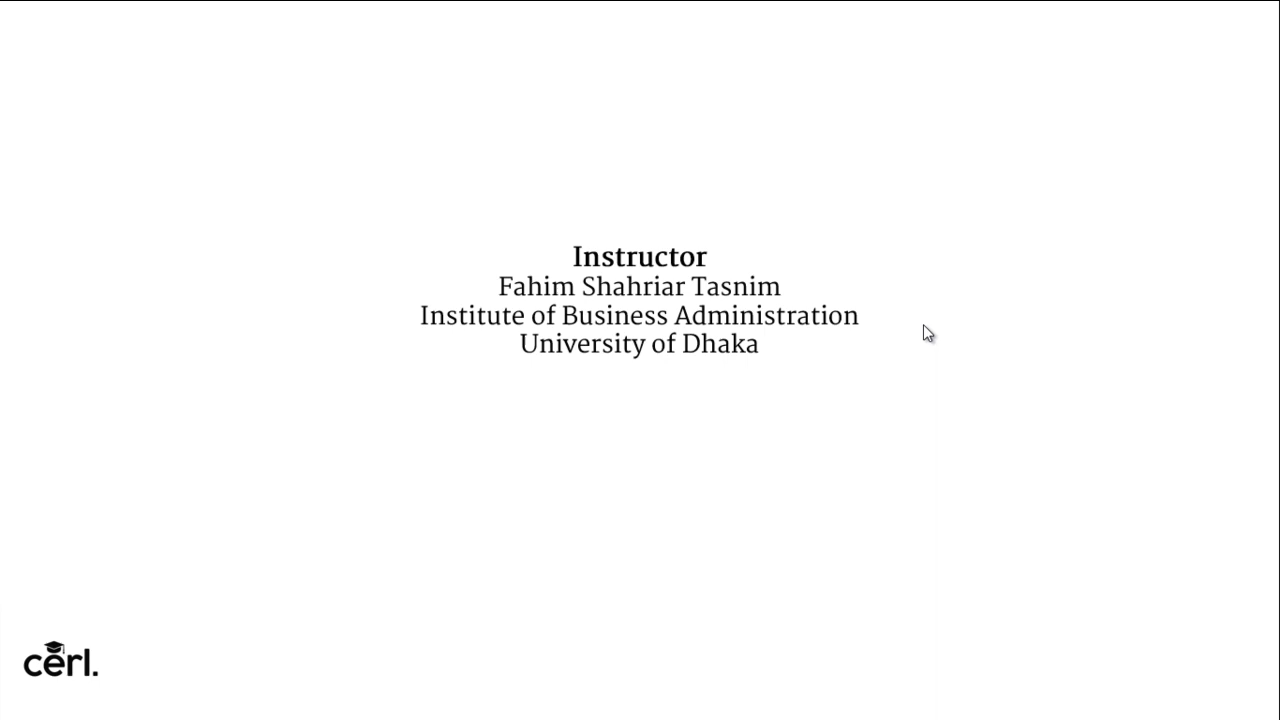 Instructor
Fahim Shahriar Tasnim
Institute of Business Administration
University of Dhaka
cerl.